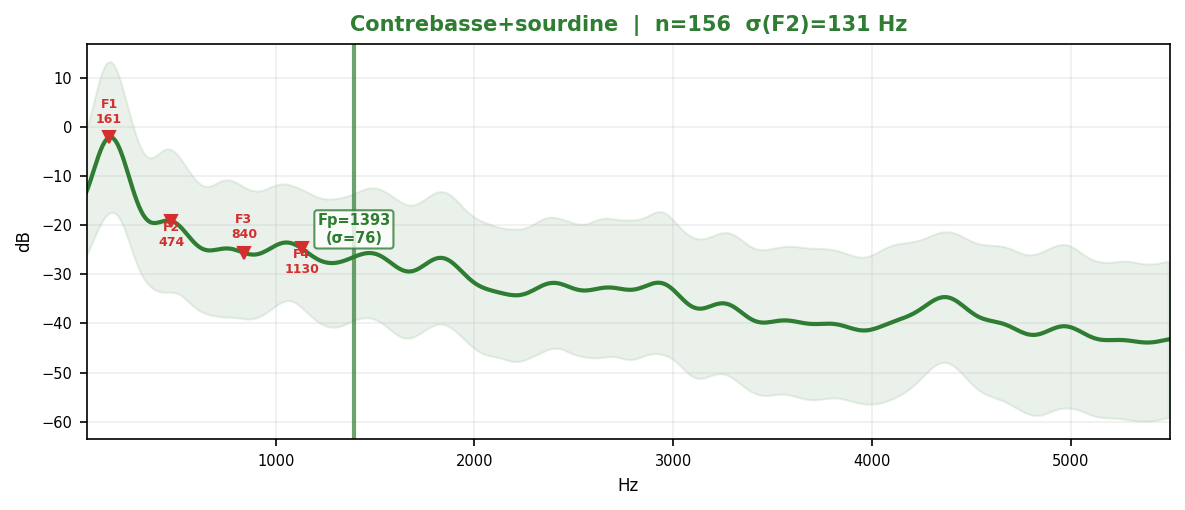 Contrebasse+sourdine | n=156 σ(F2)=131 Hz
dB
10
0
−10
−20
−30
−40
−50
−60
F1
161
F2
474
F3
840
F4
1130
Fp=1393
(σ=76)
1000
2000
3000
4000
5000
Hz